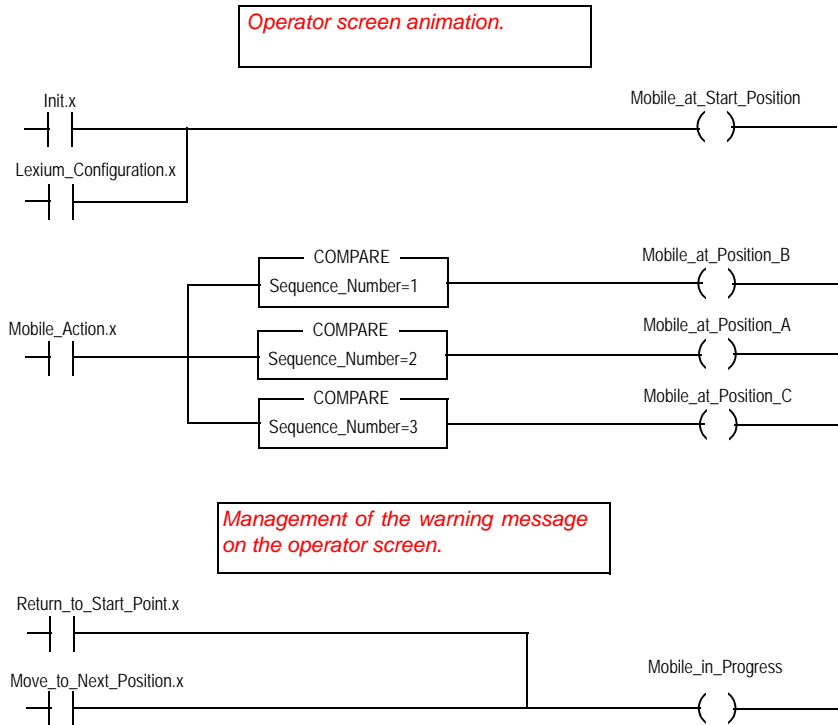 Operator screen animation.
Init.x
Mobile_at_Start_Position
Lexium_Configuration.x
COMPARE
Mobile_at_Position_B
Sequence_Number=1
Mobile_Action.x
COMPARE
Mobile_at_Position_A
Sequence_Number=2
COMPARE
Mobile_at_Position_C
Sequence_Number=3
Management of the warning message
on the operator screen.
Return_to_Start_Point.x
Mobile_in_Progress
Move_to_Next_Position.x